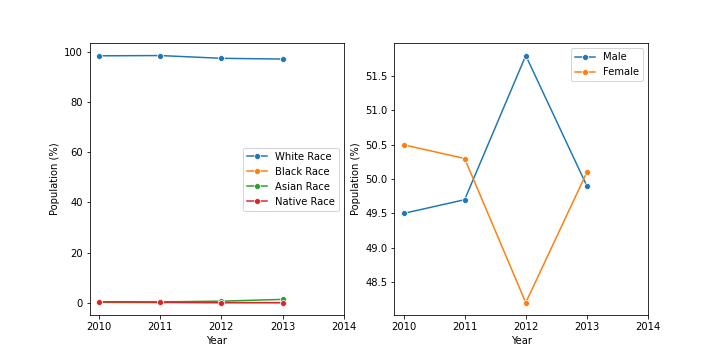 100
80
60
40
20
0
Population (%)
2010 2011 2012 2013 2014
Year
White Race
Black Race
Asian Race
Native Race
51.5
51.0
50.5
50.0
49.5
49.0
48.5
Population (%)
2010 2011 2012 2013 2014
Year
Male
Female